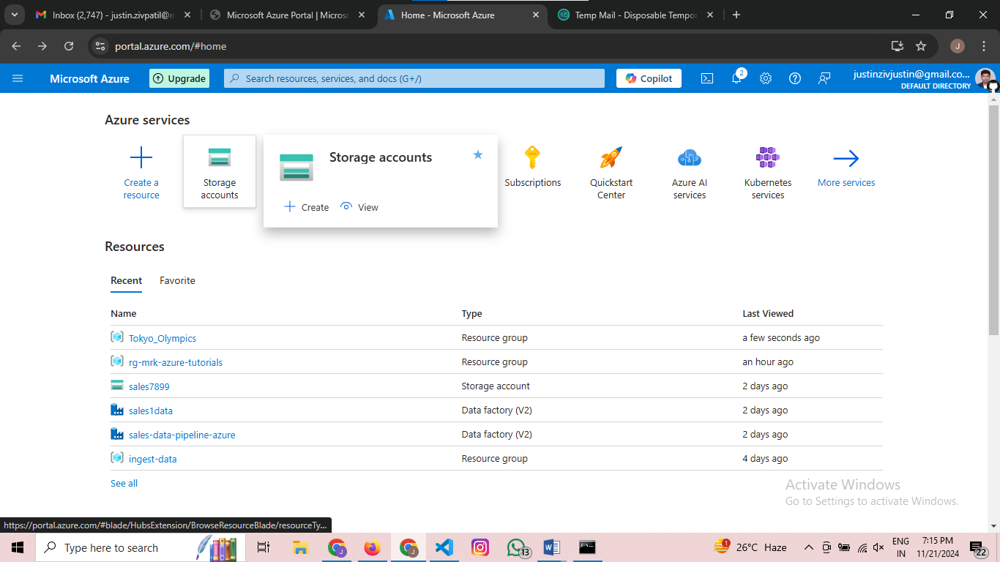 Inbox (2,747) - justin.zivpatil@m
Microsoft Azure Portal | Microso
Home - Microsoft Azure
Temp Mail - Disposable Tempo
portal.azure.com/#home
J
Microsoft Azure
Upgrade
Search resources, services, and docs (G+/)
Copilot
2
justinzivjustin@gmail.co...
DEFAULT DIRECTORY
Azure services
Create a
resource
Storage
accounts
Storage accounts
Create
View
Subscriptions
Quickstart
Center
Azure AI
services
Kubernetes
services
More services
Resources
Recent
Favorite
Name Type Last Viewed
Tokyo_Olympics Resource group a few seconds ago
rg-mrk-azure-tutorials Resource group an hour ago
sales7899 Storage account 2 days ago
sales1data Data factory (V2) 2 days ago
sales-data-pipeline-azure Data factory (V2) 2 days ago
ingest-data Resource group 4 days ago
See all
Activate Windows
Go to Settings to activate Windows.
https://portal.azure.com/#blade/HubsExtension/BrowseResourceBlade/resourceTy...
Type here to search
J
J
13
1
26°C Haze
ENG
IN
7:15 PM
11/21/2024
22